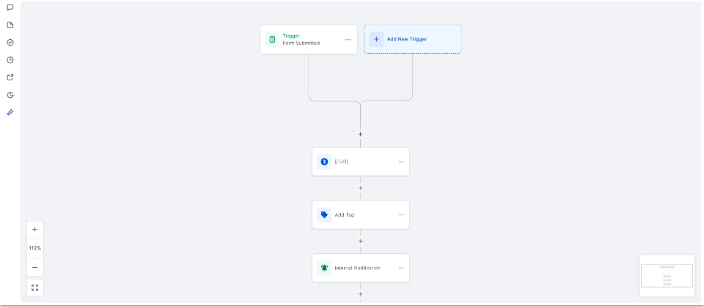 Trigger
Form Submitted
Add New Trigger
Add Tag
Internal Notification
112%